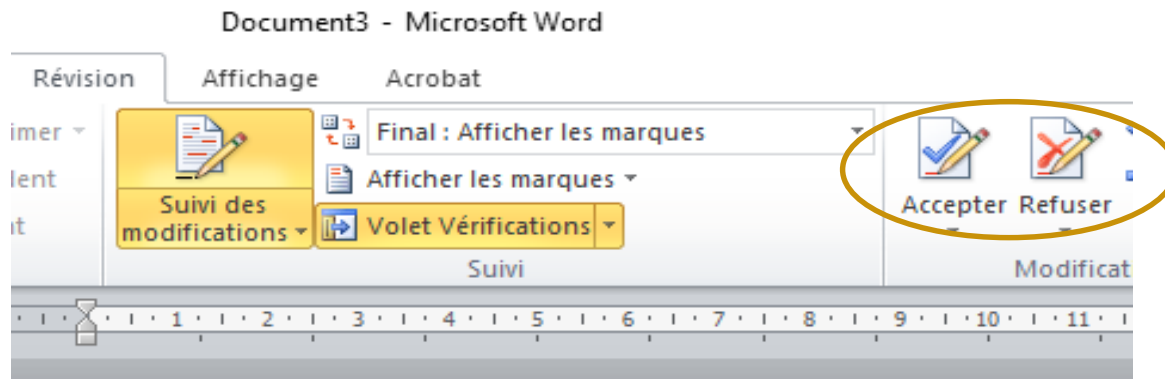 Document3 - Microsoft Word
Révision Affichage Acrobat
Final : Afficher les marques
Afficher les marques
Suivi des
modifications
Volet Vérifications
Accepter Refuser
Suivi
1 2 3 4 5 6 7 8 9 10 11